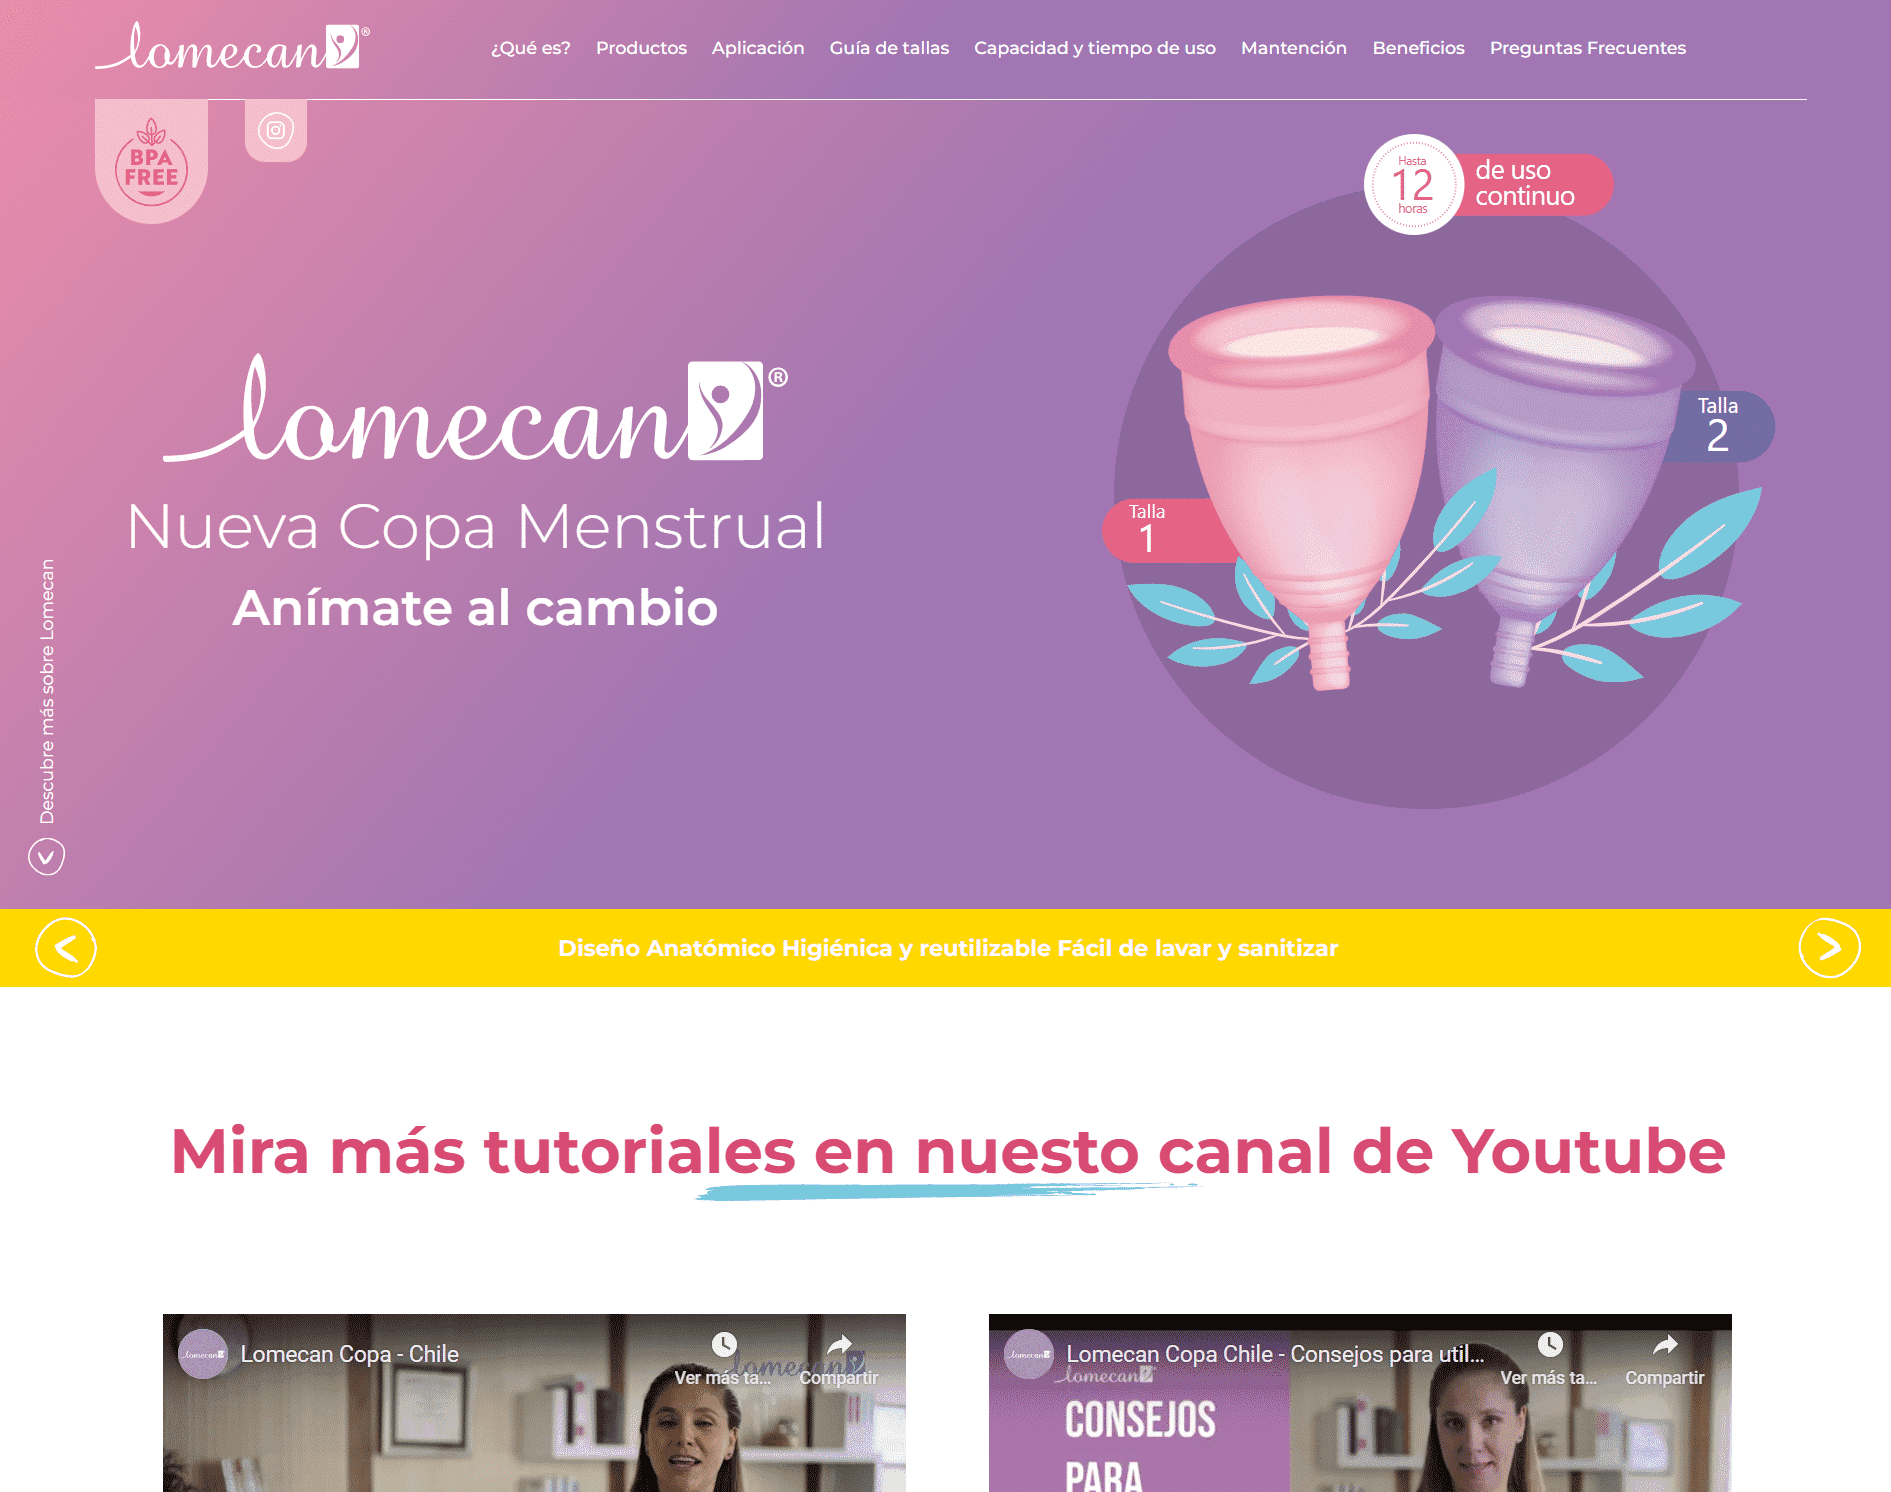 lomecan®
¿Qué es? Productos Aplicación Guía de tallas Capacidad y tiempo de uso Mantención Beneficios Preguntas Frecuentes
BPA
FREE
Hasta
12
horas
de uso
continuo
lomecan®
Nueva Copa Menstrual
Anímate al cambio
Talla
1
Talla
2
Descubre más sobre Lomecan
Diseño Anatómico Higiénica y reutilizable Fácil de lavar y sanitizar
Mira más tutoriales en nuesto canal de Youtube
lomecan
Lomecan Copa - Chile
Ver más ta...
Compartir
lomecan
lomecan
Lomecan Copa Chile - Consejos para util...
Ver más ta...
Compartir
lomecan
CONSEJOS
PARA